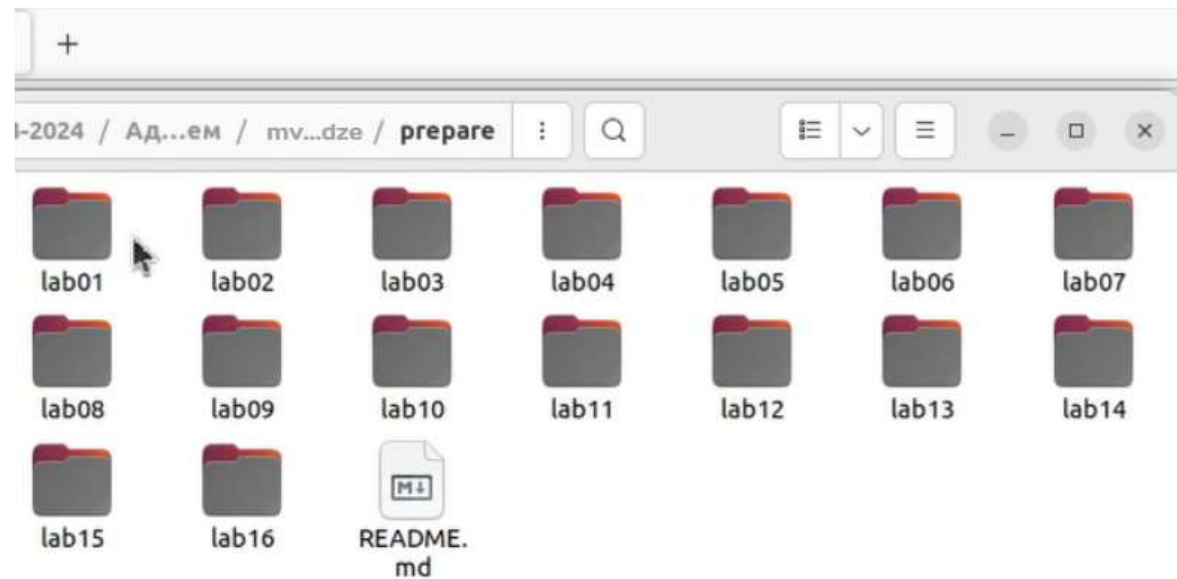 3-2024 / Ад...ем / mv...dze / prepare
lab01 lab02 lab03 lab04 lab05 lab06 lab07
lab08 lab09 lab10 lab11 lab12 lab13 lab14
M
lab15 lab16 README.
md